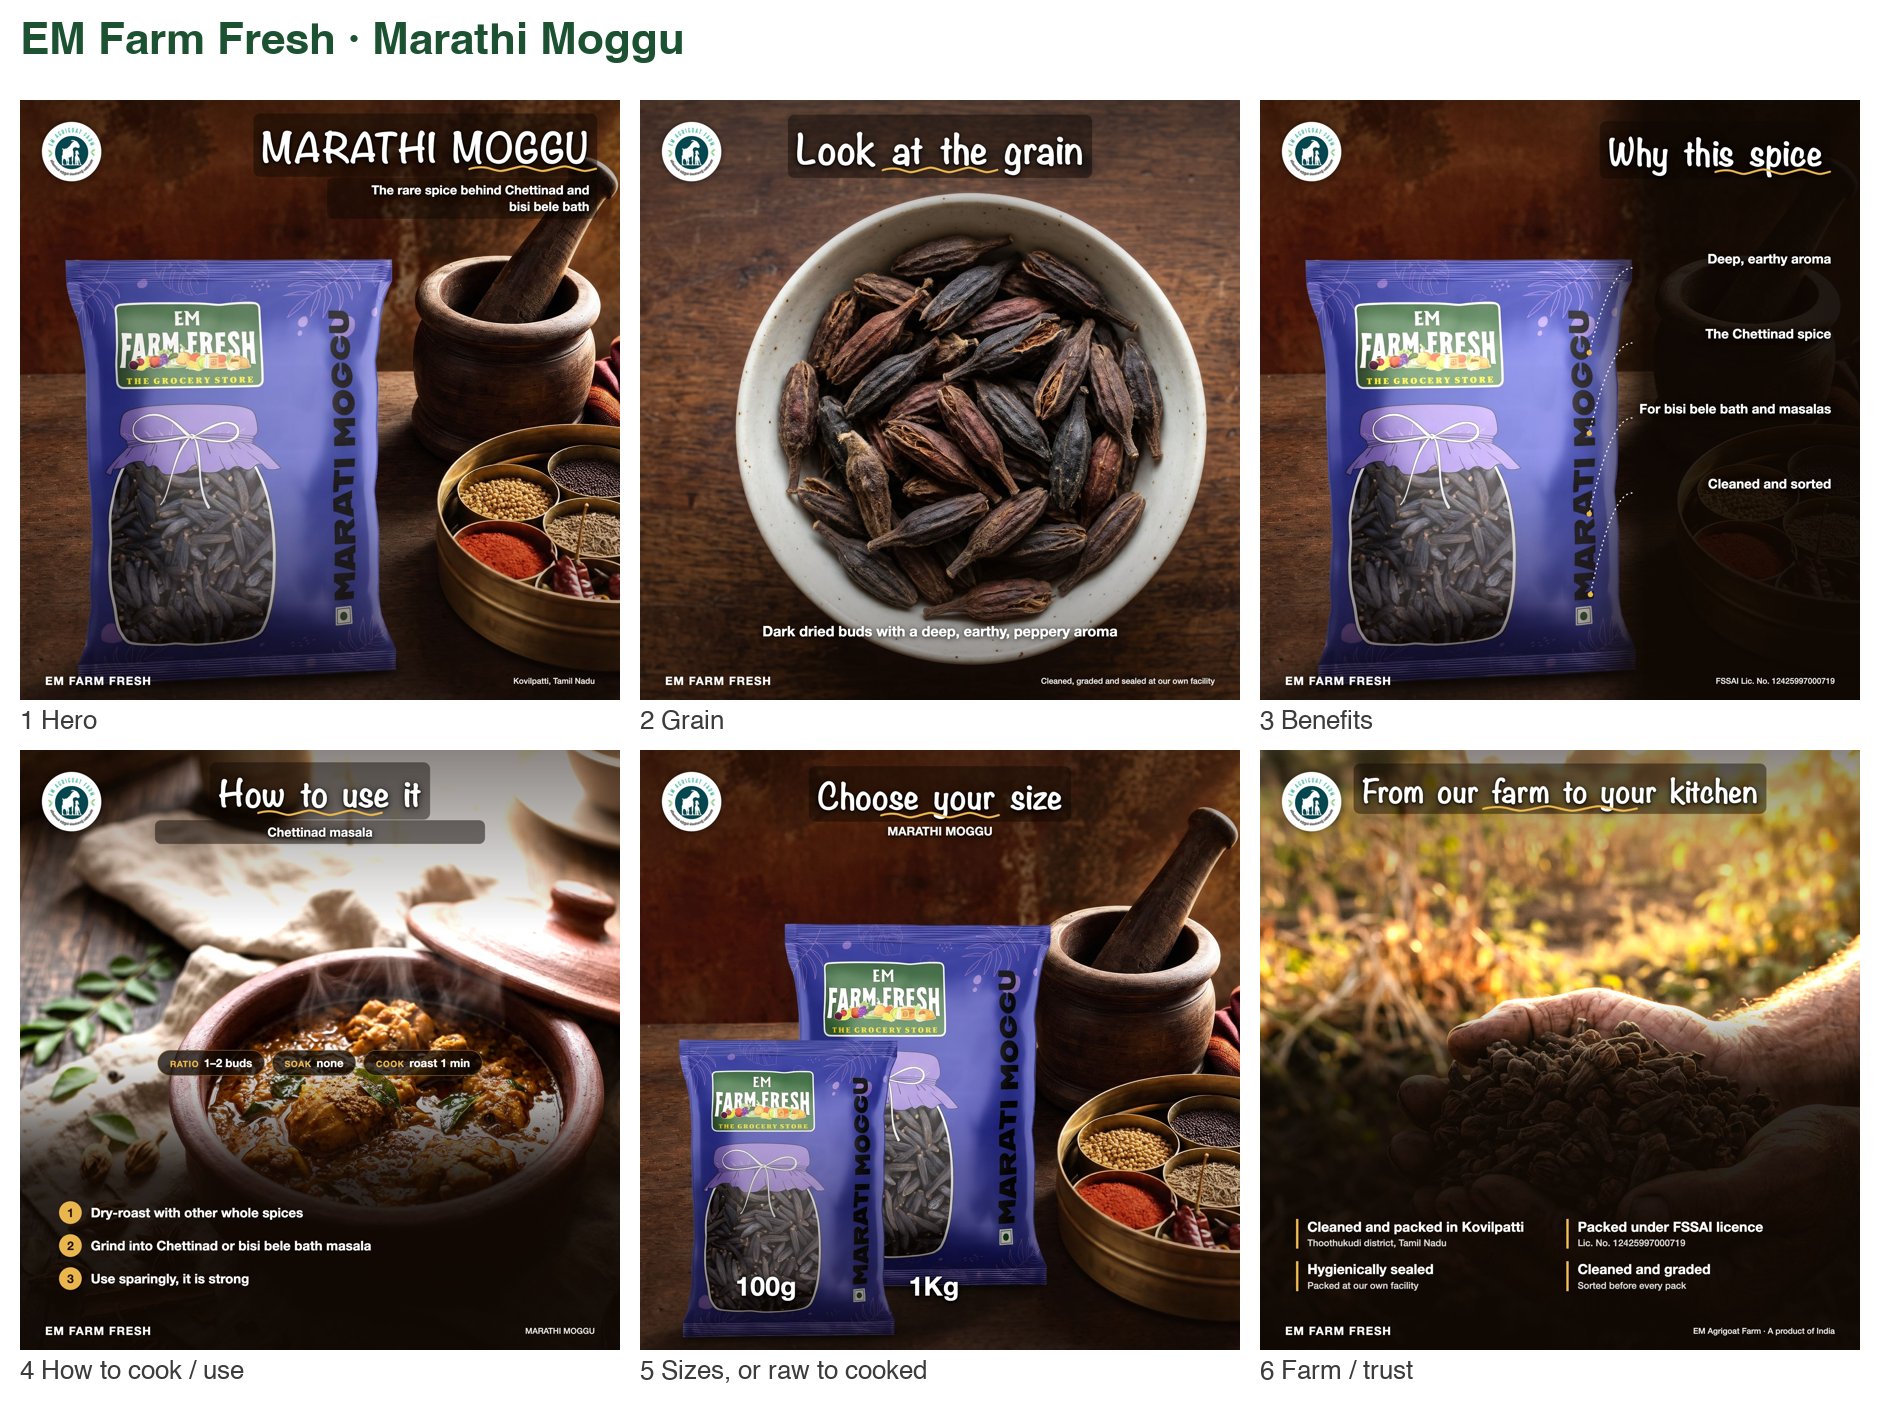 EM Farm Fresh · Marathi Moggu
MARATHI MOGGU
The rare spice behind Chettinad and
bisi bele bath
EM
FARM FRESH
THE GROCERY STORE
MARATI MOGGU
EM FARM FRESH
Kovilpatti, Tamil Nadu
1 Hero
Look at the grain
Dark dried buds with a deep, earthy, peppery aroma
EM FARM FRESH
Cleaned, graded and sealed at our own facility
2 Grain
Why this spice
Deep, earthy aroma
The Chettinad spice
For bisi bele bath and masalas
Cleaned and sorted
EM
FARM FRESH
THE GROCERY STORE
MARATI MOGGU
EM FARM FRESH
FSSAI Lic. No. 12425997000719
3 Benefits
How to use it
Chettinad masala
RATIO 1–2 buds
SOAK none
COOK roast 1 min
1 Dry-roast with other whole spices
2 Grind into Chettinad or bisi bele bath masala
3 Use sparingly, it is strong
EM FARM FRESH
MARATHI MOGGU
4 How to cook / use
Choose your size
MARATHI MOGGU
EM
FARM FRESH
THE GROCERY STORE
MARATI MOGGU
EM
FARM FRESH
THE GROCERY STORE
MARATI MOGGU
100g
1Kg
5 Sizes, or raw to cooked
From our farm to your kitchen
Cleaned and packed in Kovilpatti
Thoothukudi district, Tamil Nadu
Packed under FSSAI licence
Lic. No. 12425997000719
Hygienically sealed
Packed at our own facility
Cleaned and graded
Sorted before every pack
EM FARM FRESH
EM Agrigoat Farm · A product of India
6 Farm / trust